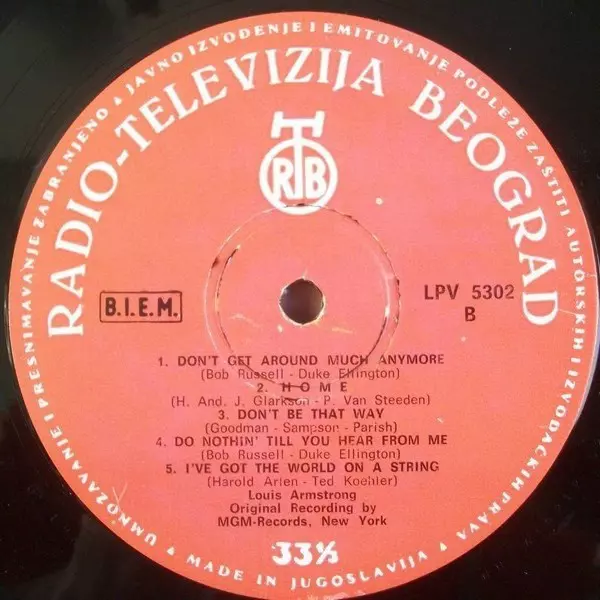 UMNOŽAVANJE I PRESNIMAVANJE ZABRANJENO ▲ JAVNO IZVOĐENJE I EMITOVANJE PODLEŽE ZAŠTITI AUTORSKIH I IZVOĐAČKIH PRAVA ▲
RADIO-TELEVIZIJA BEOGRAD
RTB
B.I.E.M.
LPV 5302
B
1. DON'T GET AROUND MUCH ANYMORE
(Bob Russell - Duke Ellington)
2. HOME
(H. And. J. Glarkson - P. Van Steeden)
3. DON'T BE THAT WAY
(Goodman - Sampson - Parish)
4. DO NOTHIN' TILL YOU HEAR FROM ME
(Bob Russell - Duke Ellington)
5. I'VE GOT THE WORLD ON A STRING
(Harold Arlen - Ted Koehler)
Louis Armstrong
Original Recording by
MGM-Records, New York
33⅓
MADE IN JUGOSLAVIJA